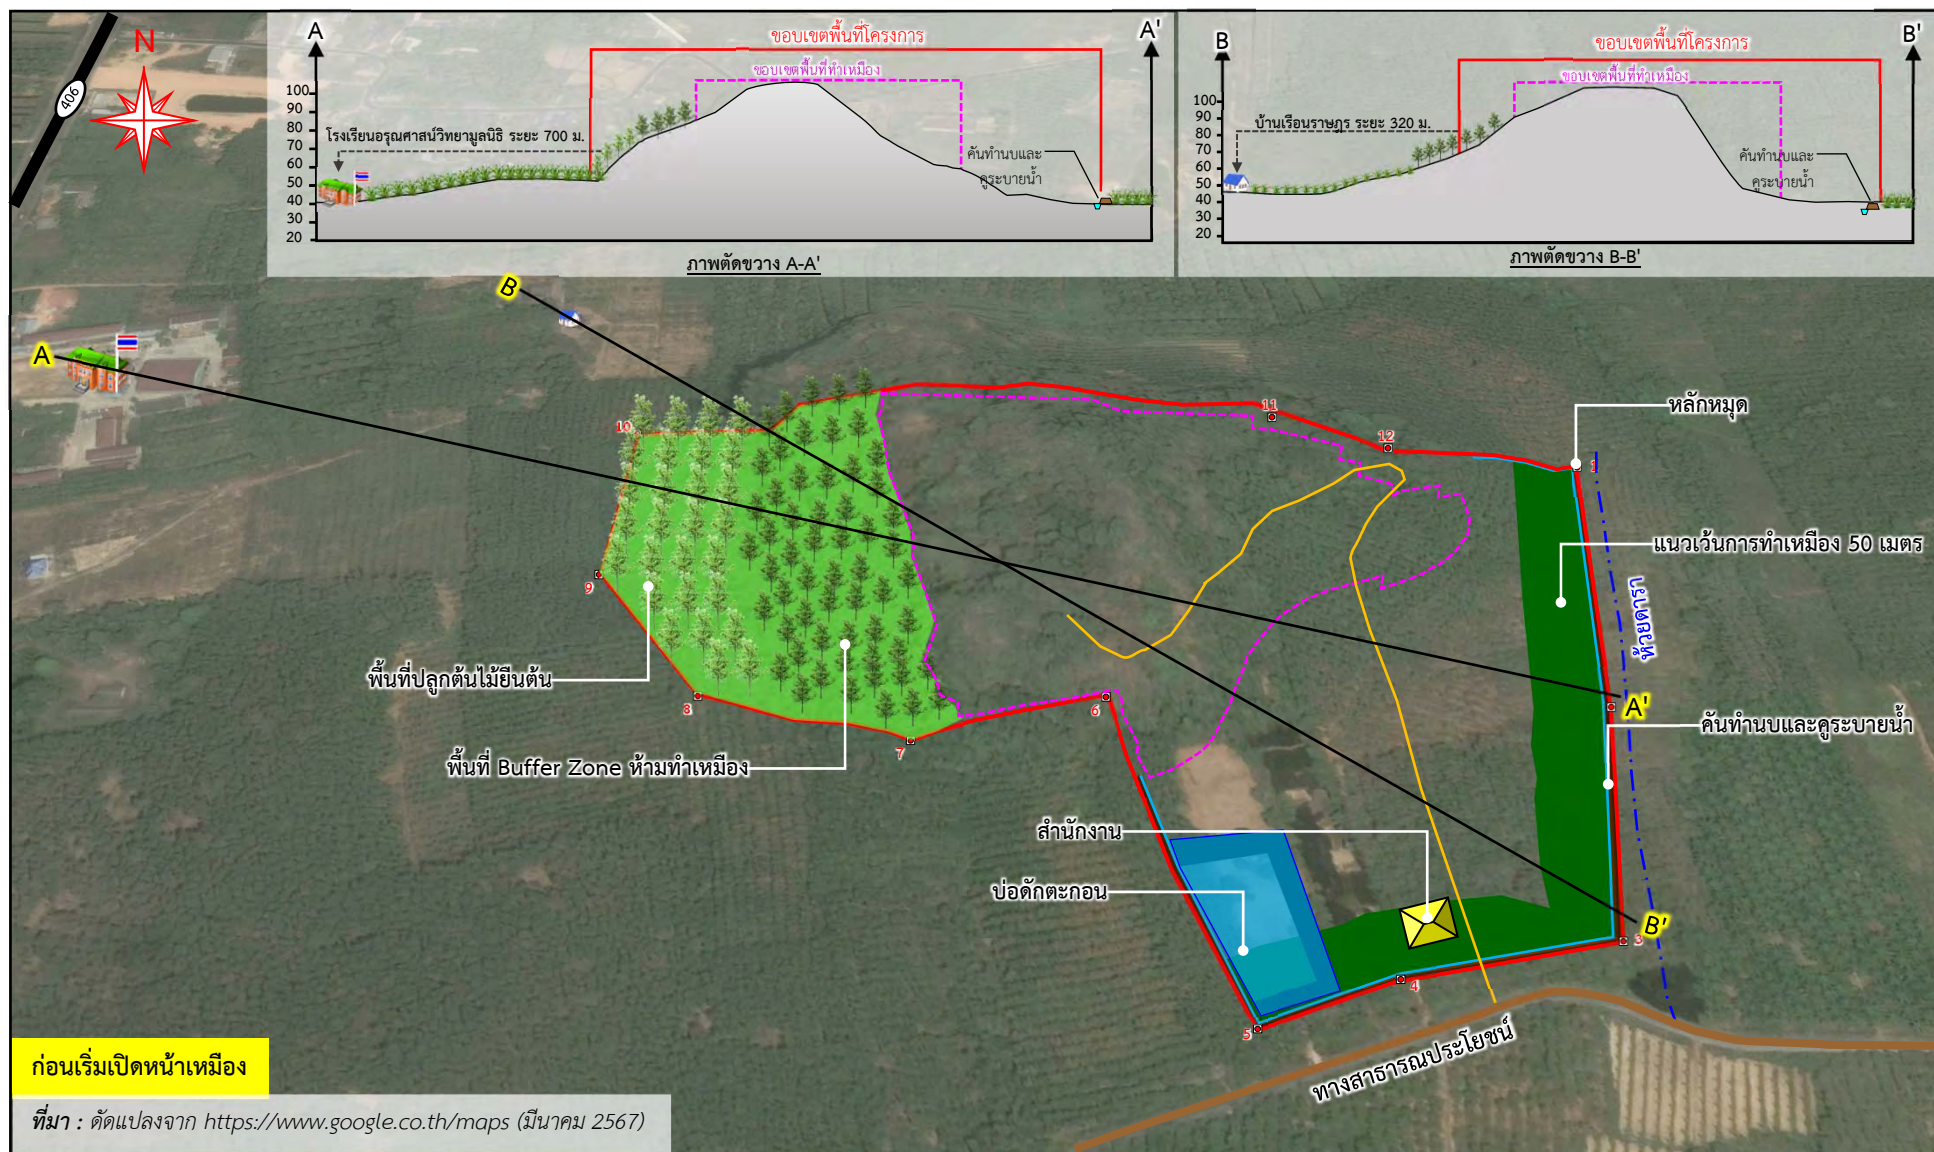 406
N
A
A'
ขอบเขตพื้นที่โครงการ
ขอบเขตพื้นที่ทำเหมือง
100
90
80
70
60
50
40
30
20
โรงเรียนอรุณศาสน์วิทยามูลนิธิ ระยะ 700 ม.
คันทำนบและ
คูระบายน้ำ
ภาพตัดขวาง A-A'
B
B'
ขอบเขตพื้นที่โครงการ
ขอบเขตพื้นที่ทำเหมือง
100
90
80
70
60
50
40
30
20
บ้านเรือนราษฎร ระยะ 320 ม.
คันทำนบและ
คูระบายน้ำ
ภาพตัดขวาง B-B'
B
A
หลักหมุด
11
10
12
1
แนวเว้นการทำเหมือง 50 เมตร
9
ห้วยดาเรา
พื้นที่ปลูกต้นไม้ยืนต้น
8
6
A'
คันทำนบและคูระบายน้ำ
7
พื้นที่ Buffer Zone ห้ามทำเหมือง
สำนักงาน
บ่อดักตะกอน
B'
3
4
5
ทางสาธารณประโยชน์
ก่อนเริ่มเปิดหน้าเหมือง
ที่มา : ดัดแปลงจาก https://www.google.co.th/maps (มีนาคม 2567)